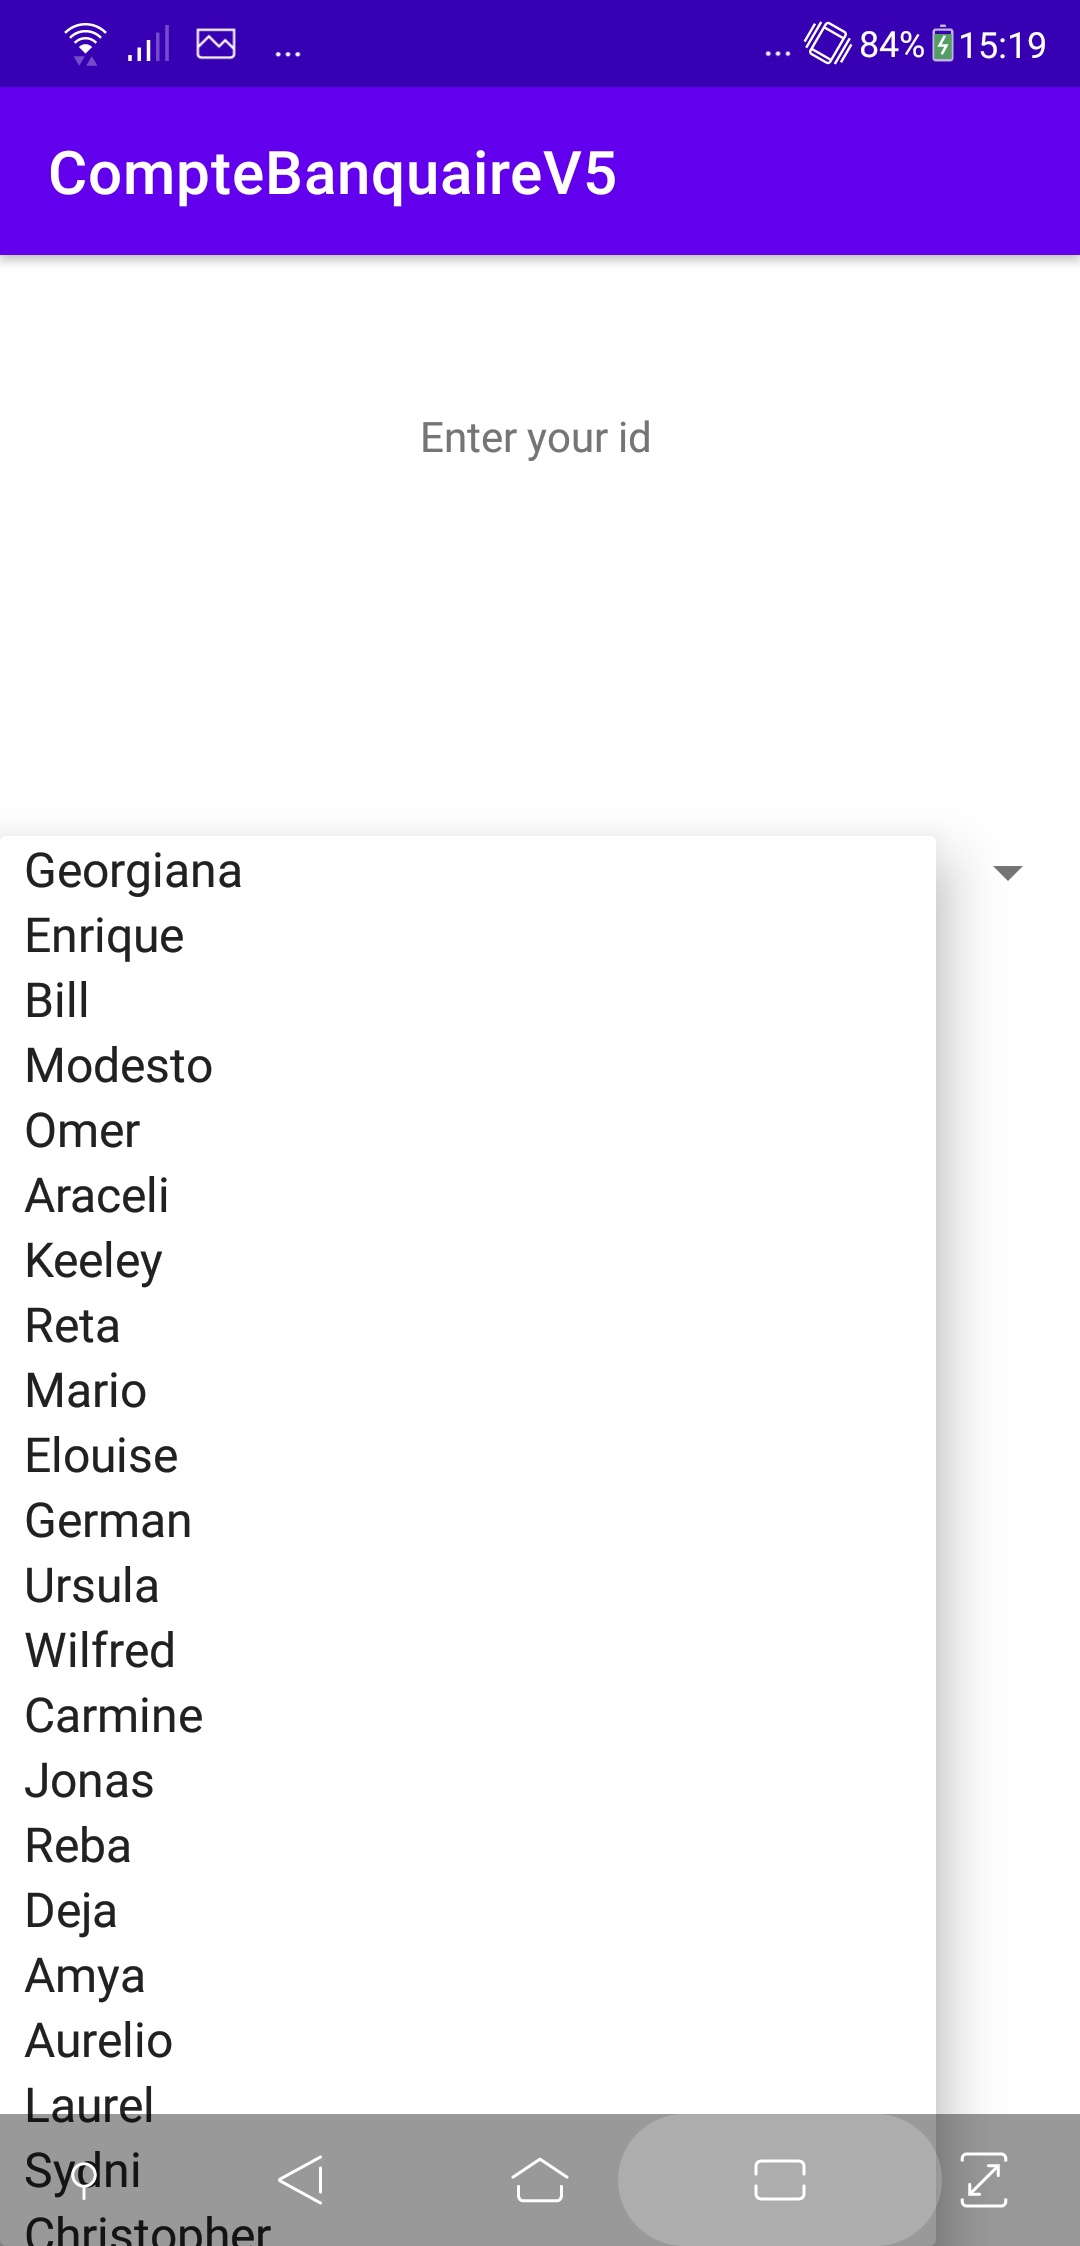 ... ... 84% 15:19
CompteBanquaireV5
Enter your id
Georgiana
Enrique
Bill
Modesto
Omer
Araceli
Keeley
Reta
Mario
Elouise
German
Ursula
Wilfred
Carmine
Jonas
Reba
Deja
Amya
Aurelio
Laurel
Sydni
Christopher